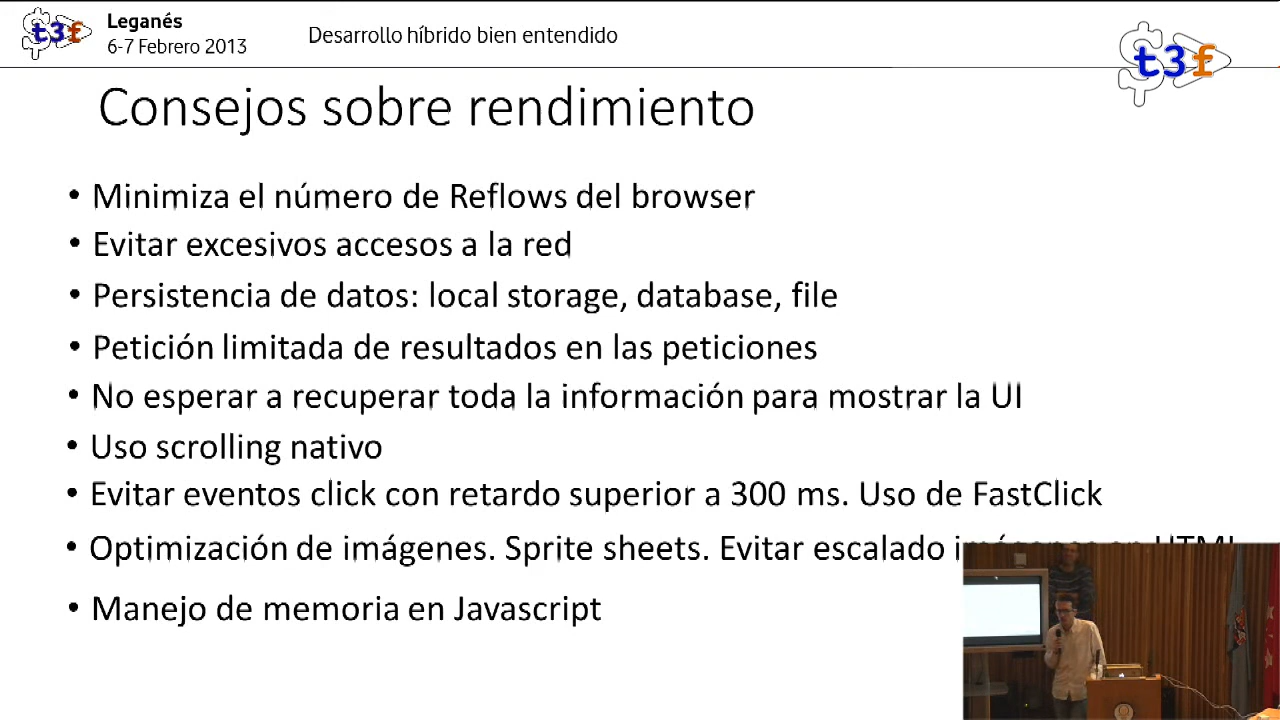 t3f
Leganés
6-7 Febrero 2013
Desarrollo híbrido bien entendido
t3f
Consejos sobre rendimiento
• Minimiza el número de Reflows del browser
• Evitar excesivos accesos a la red
• Persistencia de datos: local storage, database, file
• Petición limitada de resultados en las peticiones
• No esperar a recuperar toda la información para mostrar la UI
• Uso scrolling nativo
• Evitar eventos click con retardo superior a 300 ms. Uso de FastClick
• Optimización de imágenes. Sprite sheets. Evitar escalado imágenes en HTML
• Manejo de memoria en Javascript